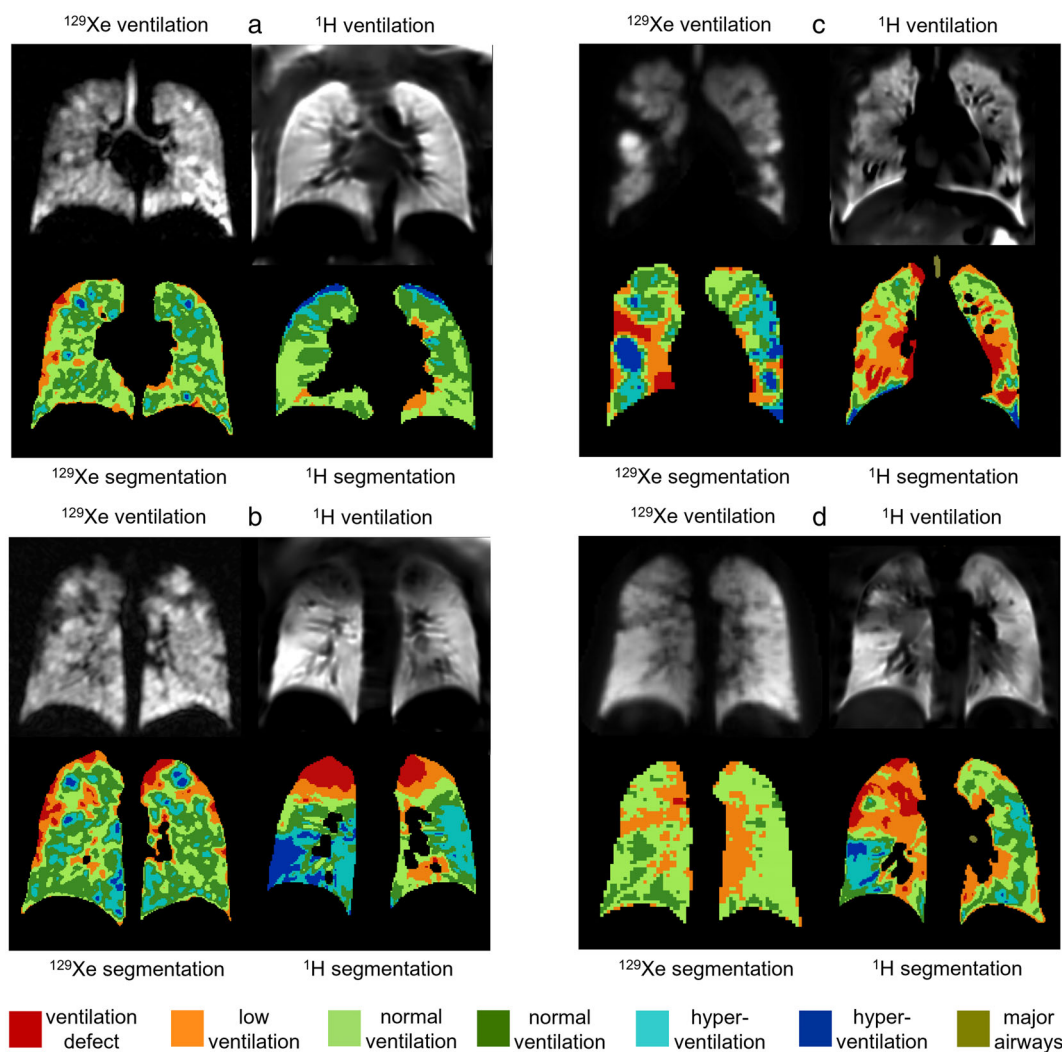 ¹²⁹Xe ventilation a ¹H ventilation
¹²⁹Xe segmentation ¹H segmentation
¹²⁹Xe ventilation b ¹H ventilation
¹²⁹Xe segmentation ¹H segmentation
¹²⁹Xe ventilation c ¹H ventilation
¹H segmentation
¹²⁹Xe ventilation d ¹H ventilation
¹²⁹Xe segmentation ¹H segmentation
ventilation defect
low ventilation
normal ventilation
normal ventilation
hyper-ventilation
hyper-ventilation
major airways